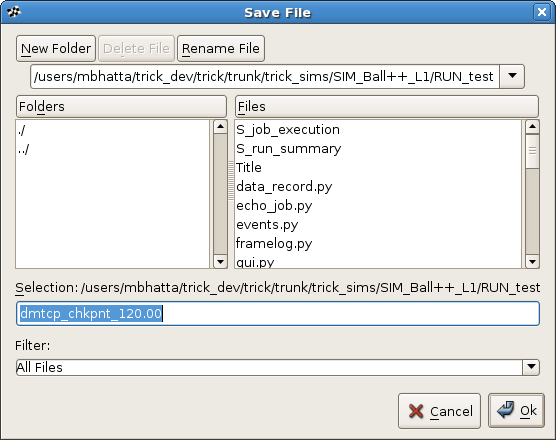 Save File
New Folder Delete File Rename File
/users/mbhatta/trick_dev/trick/trunk/trick_sims/SIM_Ball++_L1/RUN_test
Folders Files
./ S_job_execution
../ S_run_summary
Title
data_record.py
echo_job.py
events.py
framelog.py
gui.py
Selection: /users/mbhatta/trick_dev/trick/trunk/trick_sims/SIM_Ball++_L1/RUN_test
dmtcp_chkpnt_120.00
Filter:
All Files
Cancel Ok